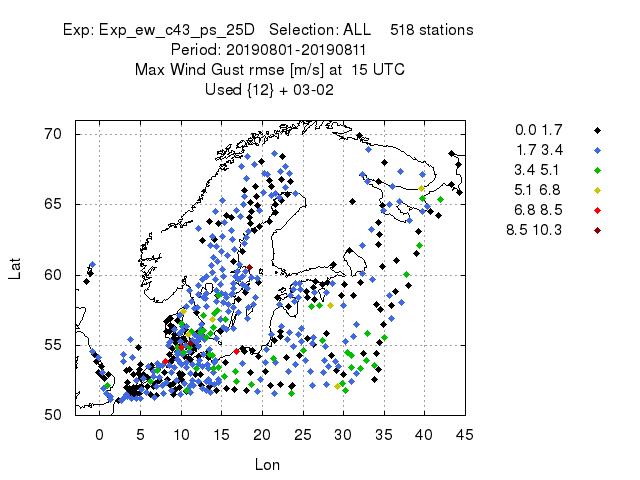 Exp: Exp_ew_c43_ps_25D Selection: ALL 518 stations
Period: 20190801-20190811
Max Wind Gust rmse [m/s] at 15 UTC
Used {12} + 03-02
70
65
60
55
50
Lat
0 5 10 15 20 25 30 35 40 45
Lon
0.0 1.7
1.7 3.4
3.4 5.1
5.1 6.8
6.8 8.5
8.5 10.3